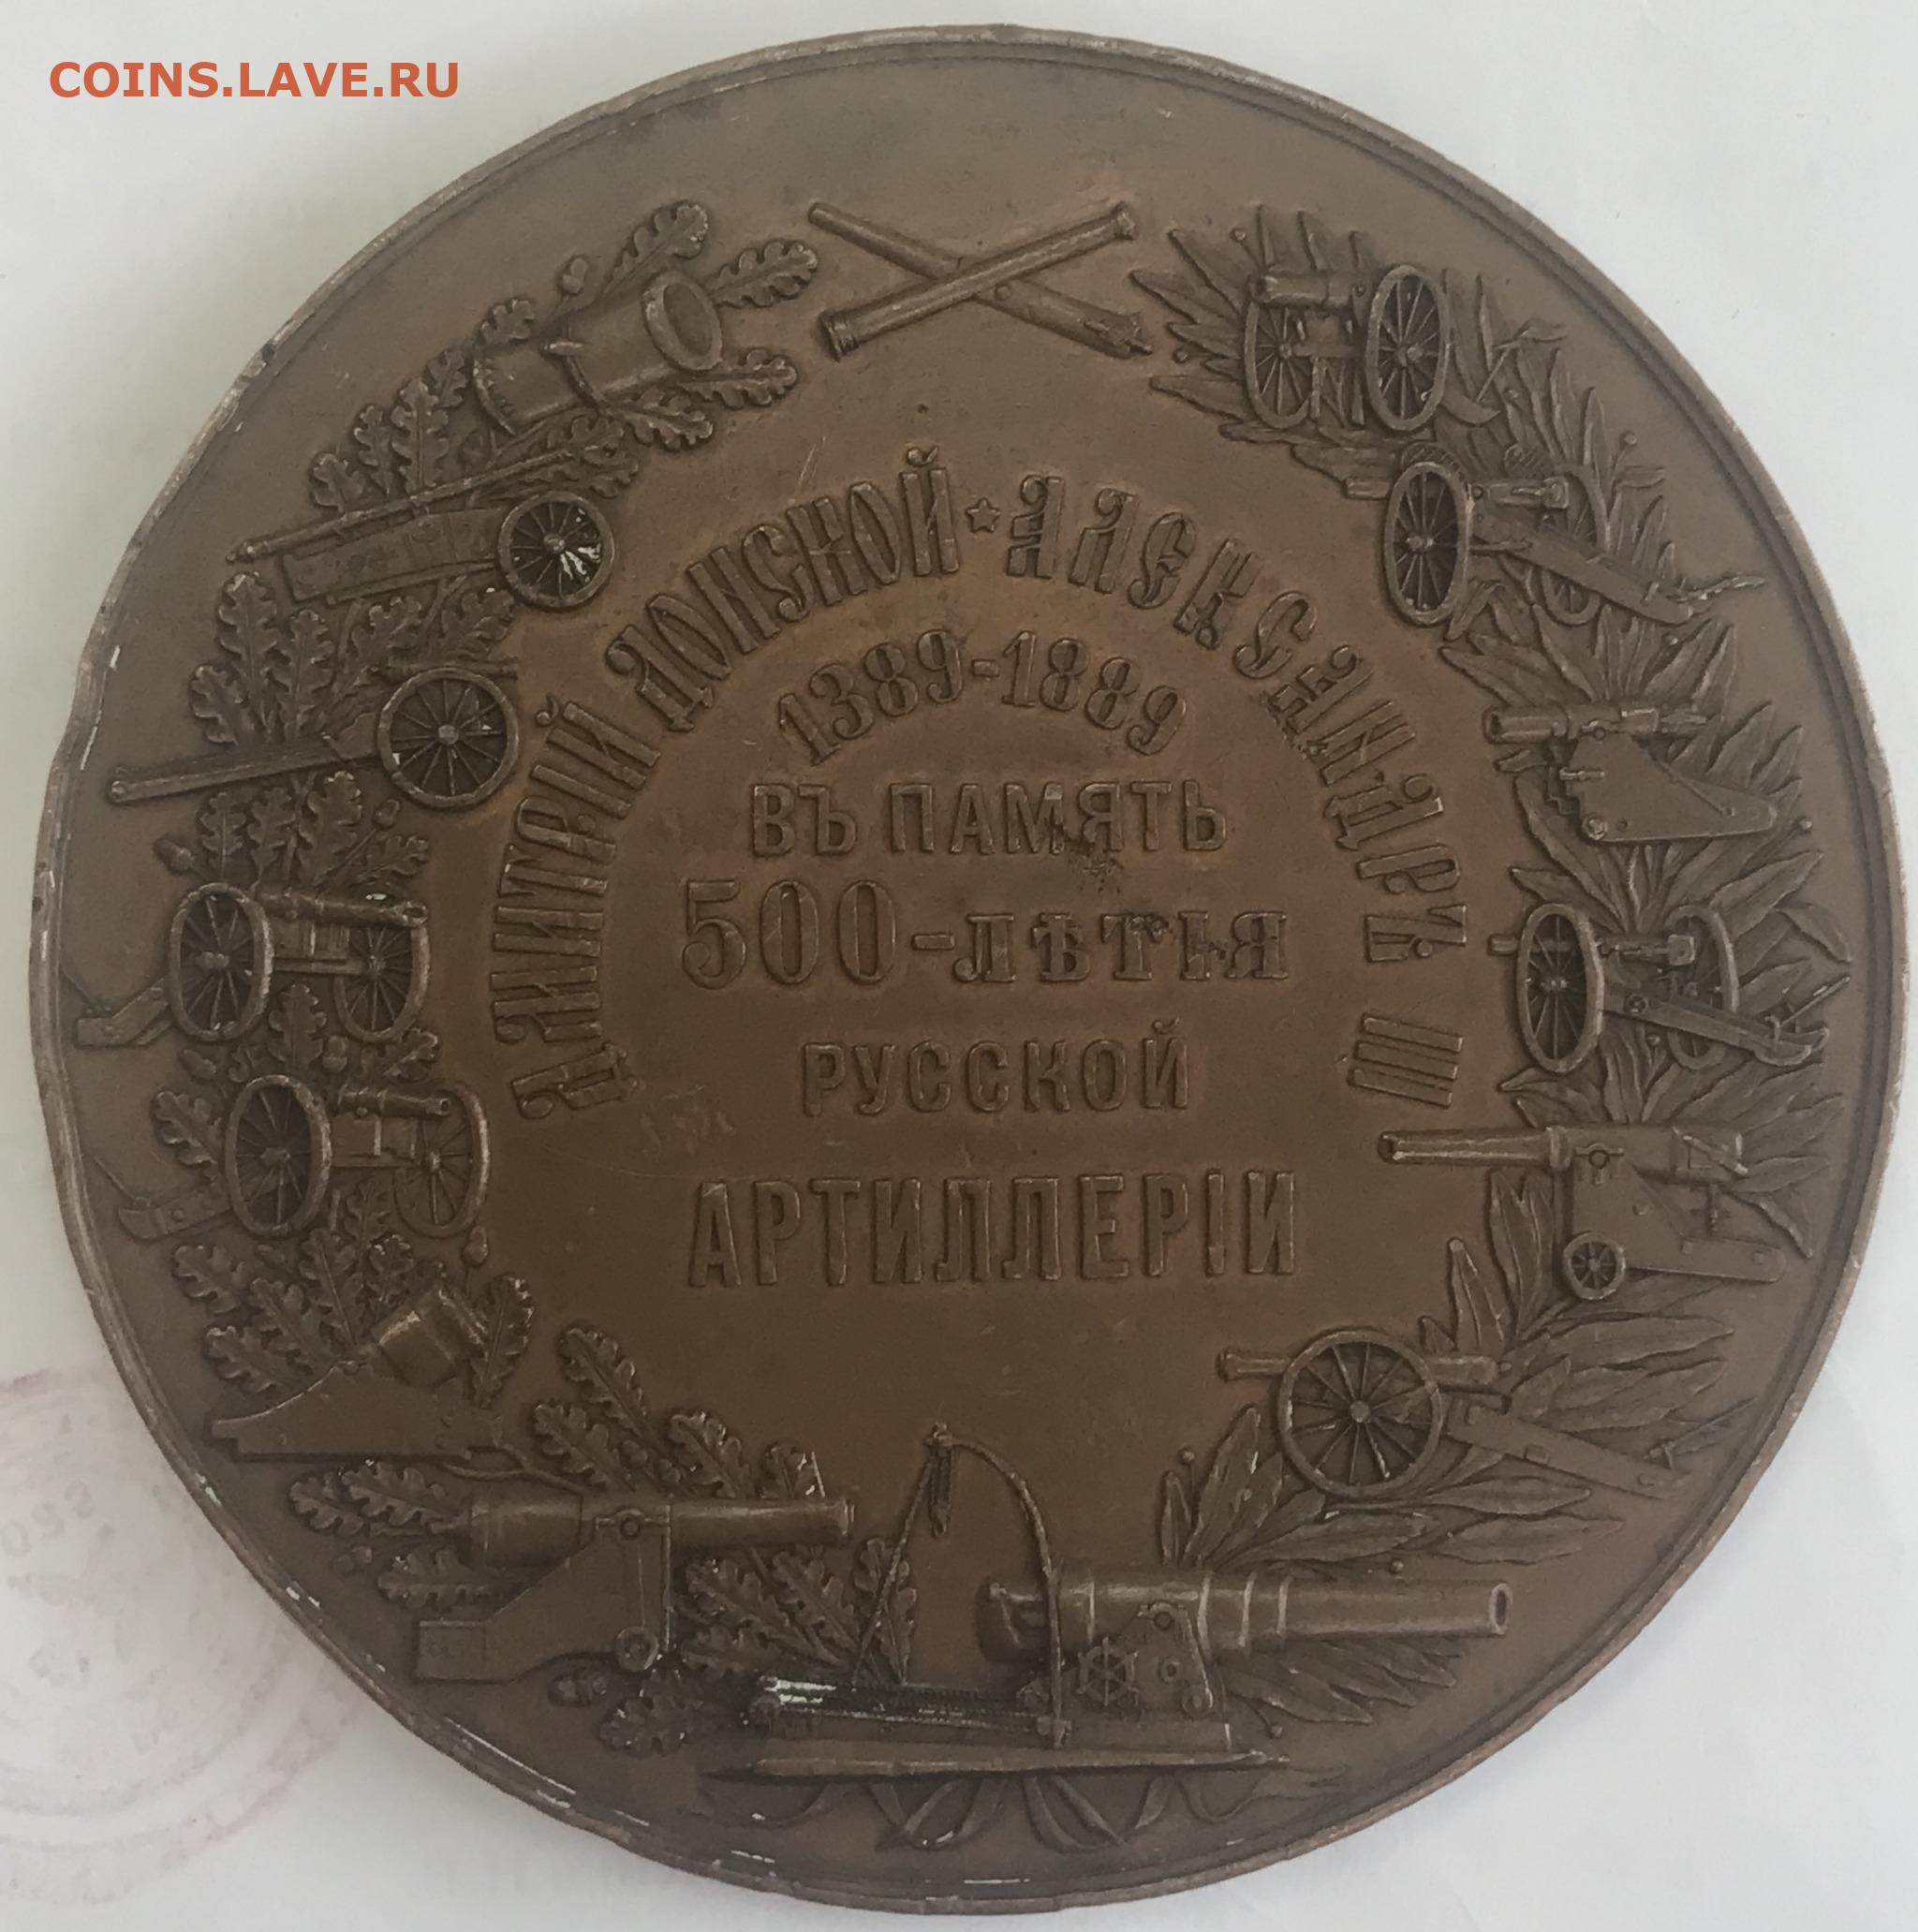 COINS.LAVE.RU
ДМИТРІЙ ДОНСКОЙ * АЛЕКСАНДРЪ III
1389-1889
ВЪ ПАМЯТЬ
500-ЛѢТІЯ
РУССКОЙ
АРТИЛЛЕРІИ